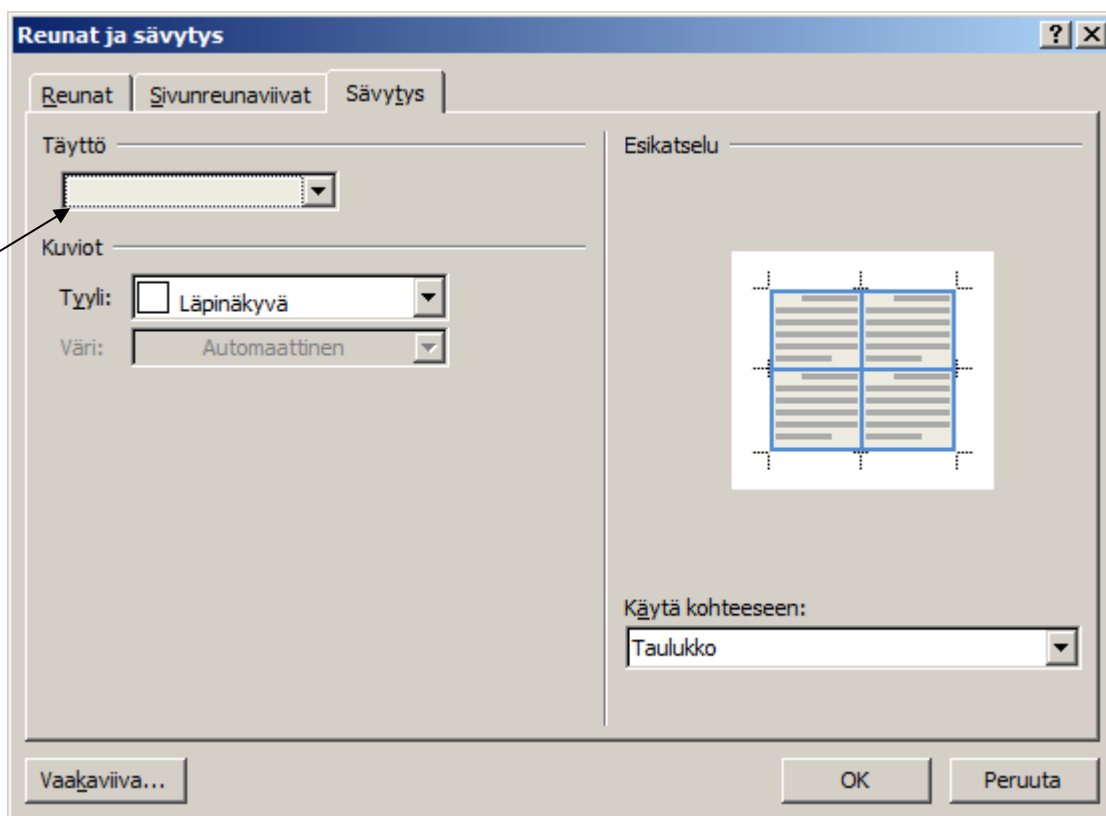 Reunat ja sävytys
Reunat
Sivunreunaviivat
Sävytys
Täyttö
Kuviot
Tyyli:
Läpinäkyvä
Väri:
Automaattinen
Esikatselu
Käytä kohteeseen:
Taulukko
Vaakaviiva...
OK
Peruuta